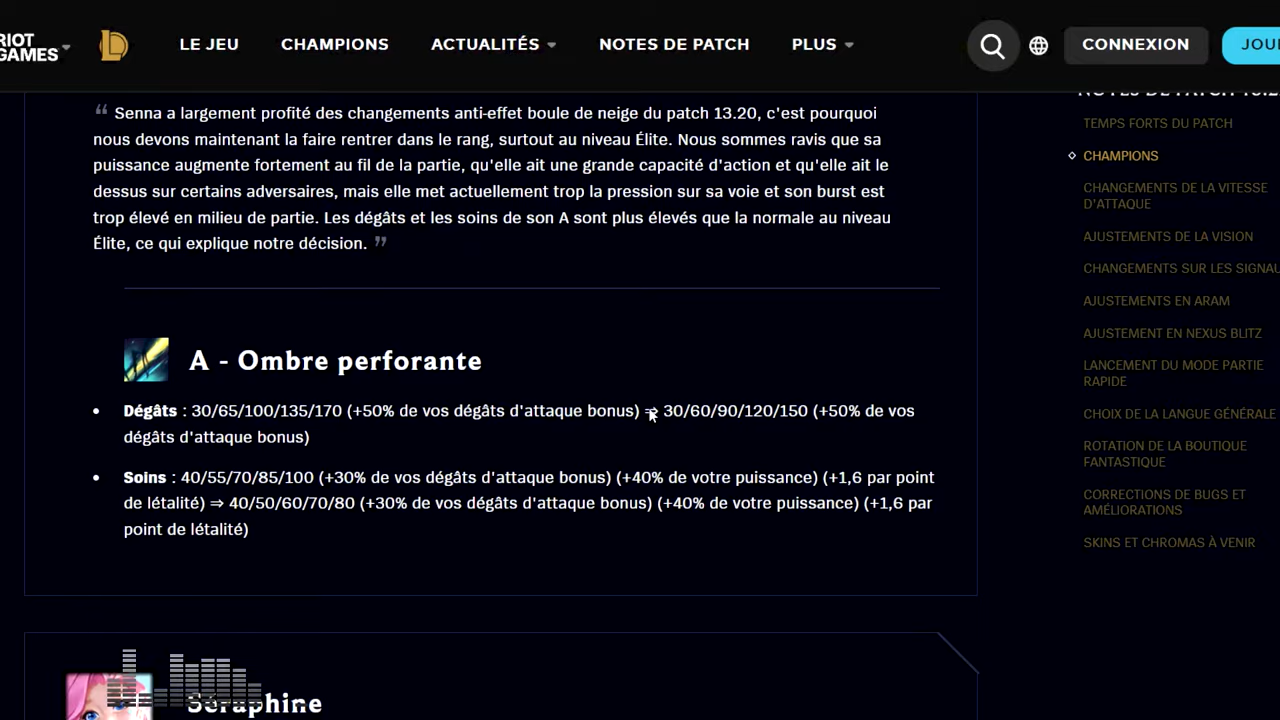 RIOT
GAMES
LE JEU
CHAMPIONS
ACTUALITÉS
NOTES DE PATCH
PLUS
CONNEXION
JOU
“ Senna a largement profité des changements anti-effet boule de neige du patch 13.20, c'est pourquoi
nous devons maintenant la faire rentrer dans le rang, surtout au niveau Élite. Nous sommes ravis que sa
puissance augmente fortement au fil de la partie, qu'elle ait une grande capacité d'action et qu'elle ait le
dessus sur certains adversaires, mais elle met actuellement trop la pression sur sa voie et son burst est
trop élevé en milieu de partie. Les dégâts et les soins de son A sont plus élevés que la normale au niveau
Élite, ce qui explique notre décision. ”
A - Ombre perforante
• Dégâts : 30/65/100/135/170 (+50% de vos dégâts d'attaque bonus) ⇒ 30/60/90/120/150 (+50% de vos
dégâts d'attaque bonus)
• Soins : 40/55/70/85/100 (+30% de vos dégâts d'attaque bonus) (+40% de votre puissance) (+1,6 par point
de létalité) ⇒ 40/50/60/70/80 (+30% de vos dégâts d'attaque bonus) (+40% de votre puissance) (+1,6 par
point de létalité)
Séraphine
NOTES DE PATCH 13.2
TEMPS FORTS DU PATCH
CHAMPIONS
CHANGEMENTS DE LA VITESSE
D'ATTAQUE
AJUSTEMENTS DE LA VISION
CHANGEMENTS SUR LES SIGNAU
AJUSTEMENTS EN ARAM
AJUSTEMENT EN NEXUS BLITZ
LANCEMENT DU MODE PARTIE
RAPIDE
CHOIX DE LA LANGUE GÉNÉRALE
ROTATION DE LA BOUTIQUE
FANTASTIQUE
CORRECTIONS DE BUGS ET
AMÉLIORATIONS
SKINS ET CHROMAS À VENIR